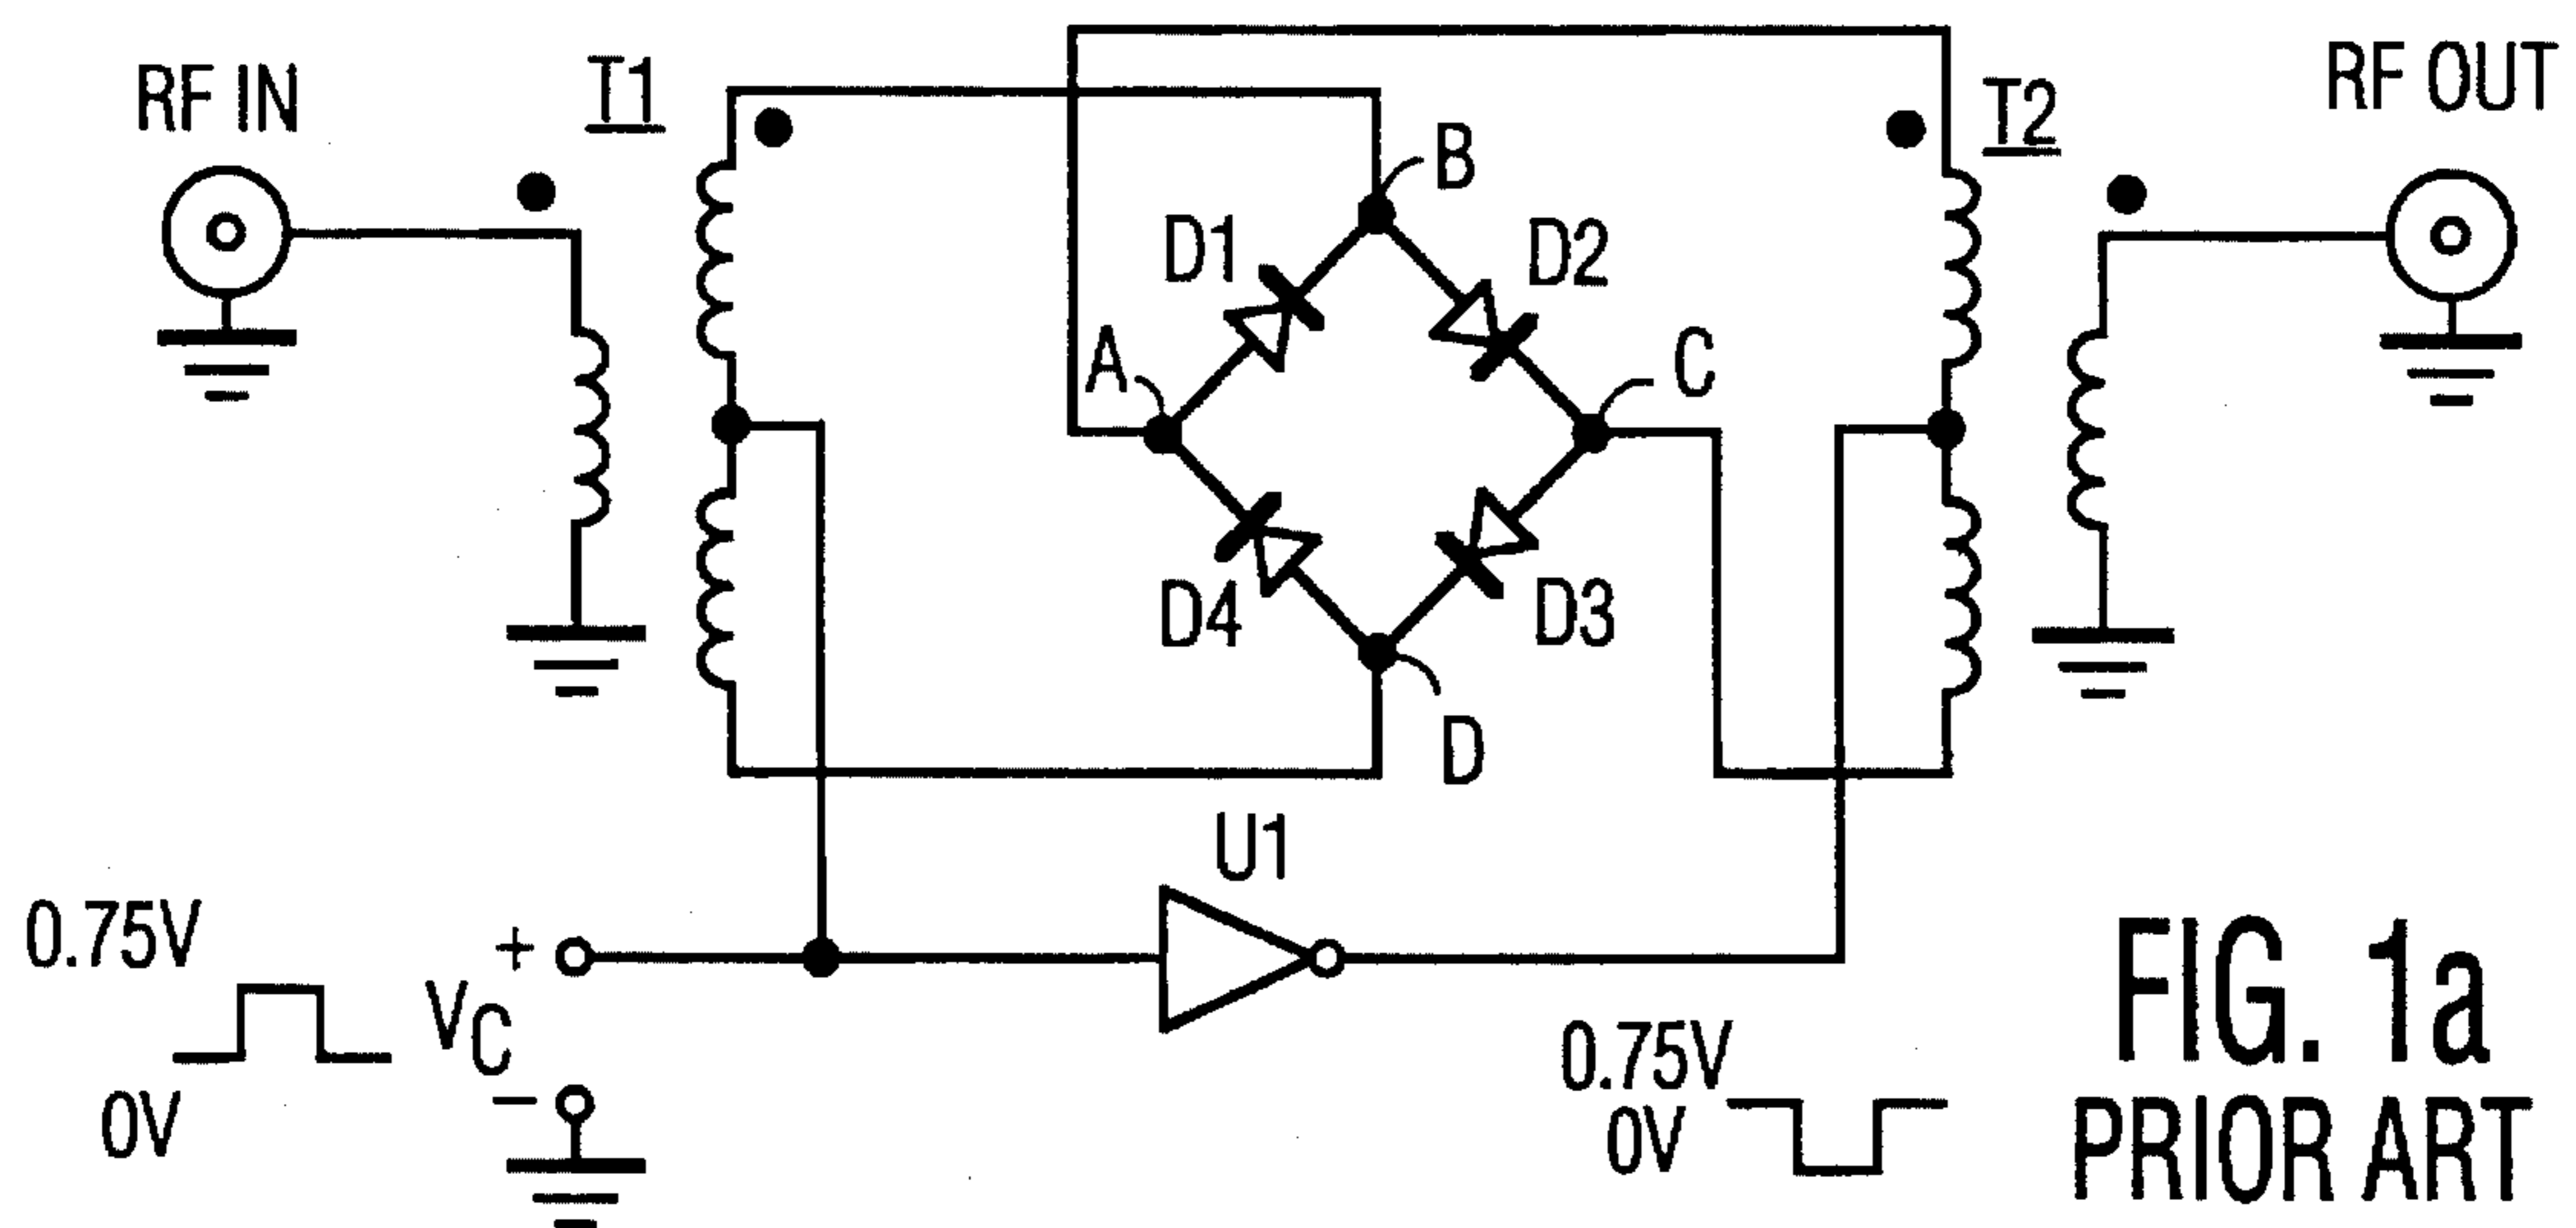 RF IN
T1
T2
RF OUT
B
D1
D2
A
C
D4
D3
D
U1
0.75V
+
VC
−
0V
0.75V
0V
FIG. 1a
PRIOR ART